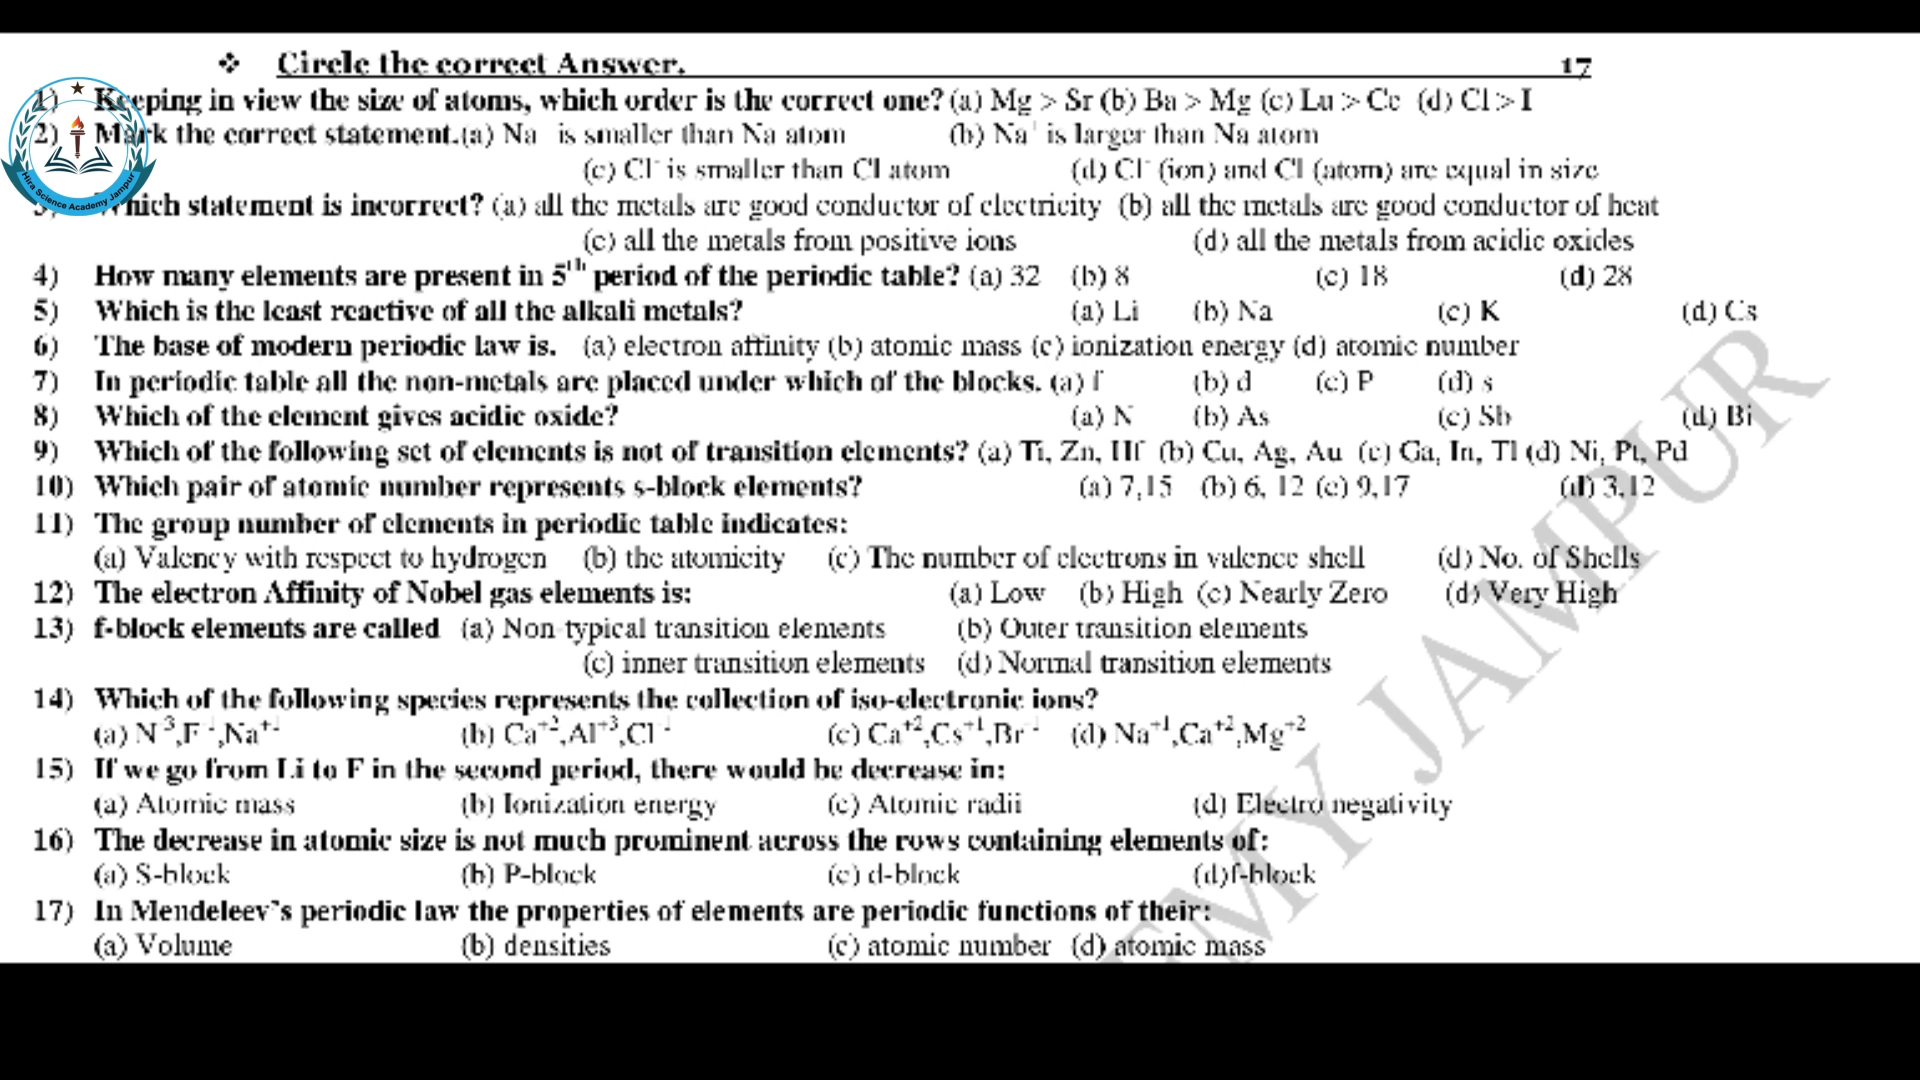 ❖ Circle the correct Answer. 17
1) Keeping in view the size of atoms, which order is the correct one? (a) Mg > Sr (b) Ba > Mg (c) Lu > Ce (d) Cl > I
2) Mark the correct statement.(a) Na is smaller than Na atom (b) Na⁺ is larger than Na atom
(c) Cl⁻ is smaller than Cl atom (d) Cl⁻ (ion) and Cl (atom) are equal in size
3) Which statement is incorrect? (a) all the metals are good conductor of electricity (b) all the metals are good conductor of heat
(c) all the metals from positive ions (d) all the metals from acidic oxides
4) How many elements are present in 5th period of the periodic table? (a) 32 (b) 8 (c) 18 (d) 28
5) Which is the least reactive of all the alkali metals? (a) Li (b) Na (c) K (d) Cs
6) The base of modern periodic law is. (a) electron affinity (b) atomic mass (c) ionization energy (d) atomic number
7) In periodic table all the non-metals are placed under which of the blocks. (a) f (b) d (c) P (d) s
8) Which of the element gives acidic oxide? (a) N (b) As (c) Sb (d) Bi
9) Which of the following set of elements is not of transition elements? (a) Ti, Zn, Hf (b) Cu, Ag, Au (c) Ga, In, Tl (d) Ni, Pt, Pd
10) Which pair of atomic number represents s-block elements? (a) 7,15 (b) 6, 12 (c) 9,17 (d) 3,12
11) The group number of elements in periodic table indicates:
(a) Valency with respect to hydrogen (b) the atomicity (c) The number of electrons in valence shell (d) No. of Shells
12) The electron Affinity of Nobel gas elements is: (a) Low (b) High (c) Nearly Zero (d) Very High
13) f-block elements are called (a) Non-typical transition elements (b) Outer transition elements
(c) inner transition elements (d) Normal transition elements
14) Which of the following species represents the collection of iso-electronic ions?
(a) N⁻³,F⁻¹,Na⁺¹ (b) Ca⁺²,Al⁺³,Cl⁻¹ (c) Ca⁺²,Cs⁺¹,Br⁻¹ (d) Na⁺¹,Ca⁺²,Mg⁺²
15) If we go from Li to F in the second period, there would be decrease in:
(a) Atomic mass (b) Ionization energy (c) Atomic radii (d) Electro negativity
16) The decrease in atomic size is not much prominent across the rows containing elements of:
(a) S-block (b) P-block (c) d-block (d)f-block
17) In Mendeleev's periodic law the properties of elements are periodic functions of their:
(a) Volume (b) densities (c) atomic number (d) atomic mass
Hira Science Academy Jampur
EMY JAMPUR